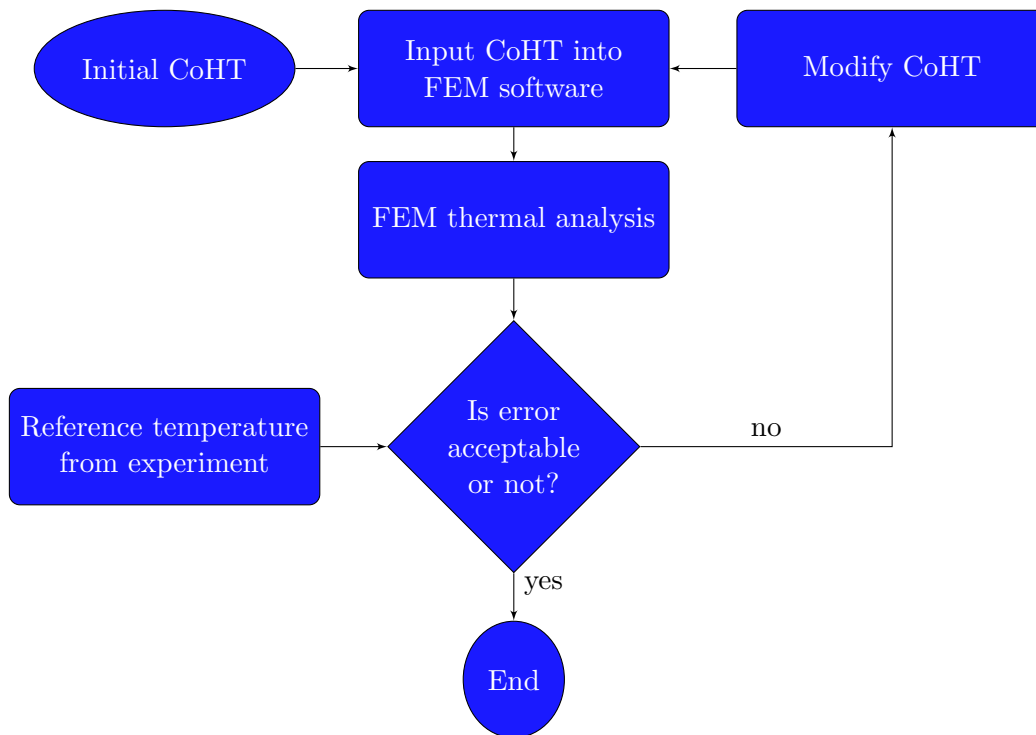 Initial CoHT
Input CoHT into
FEM software
Modify CoHT
FEM thermal analysis
Reference temperature
from experiment
Is error
acceptable
or not?
no
yes
End